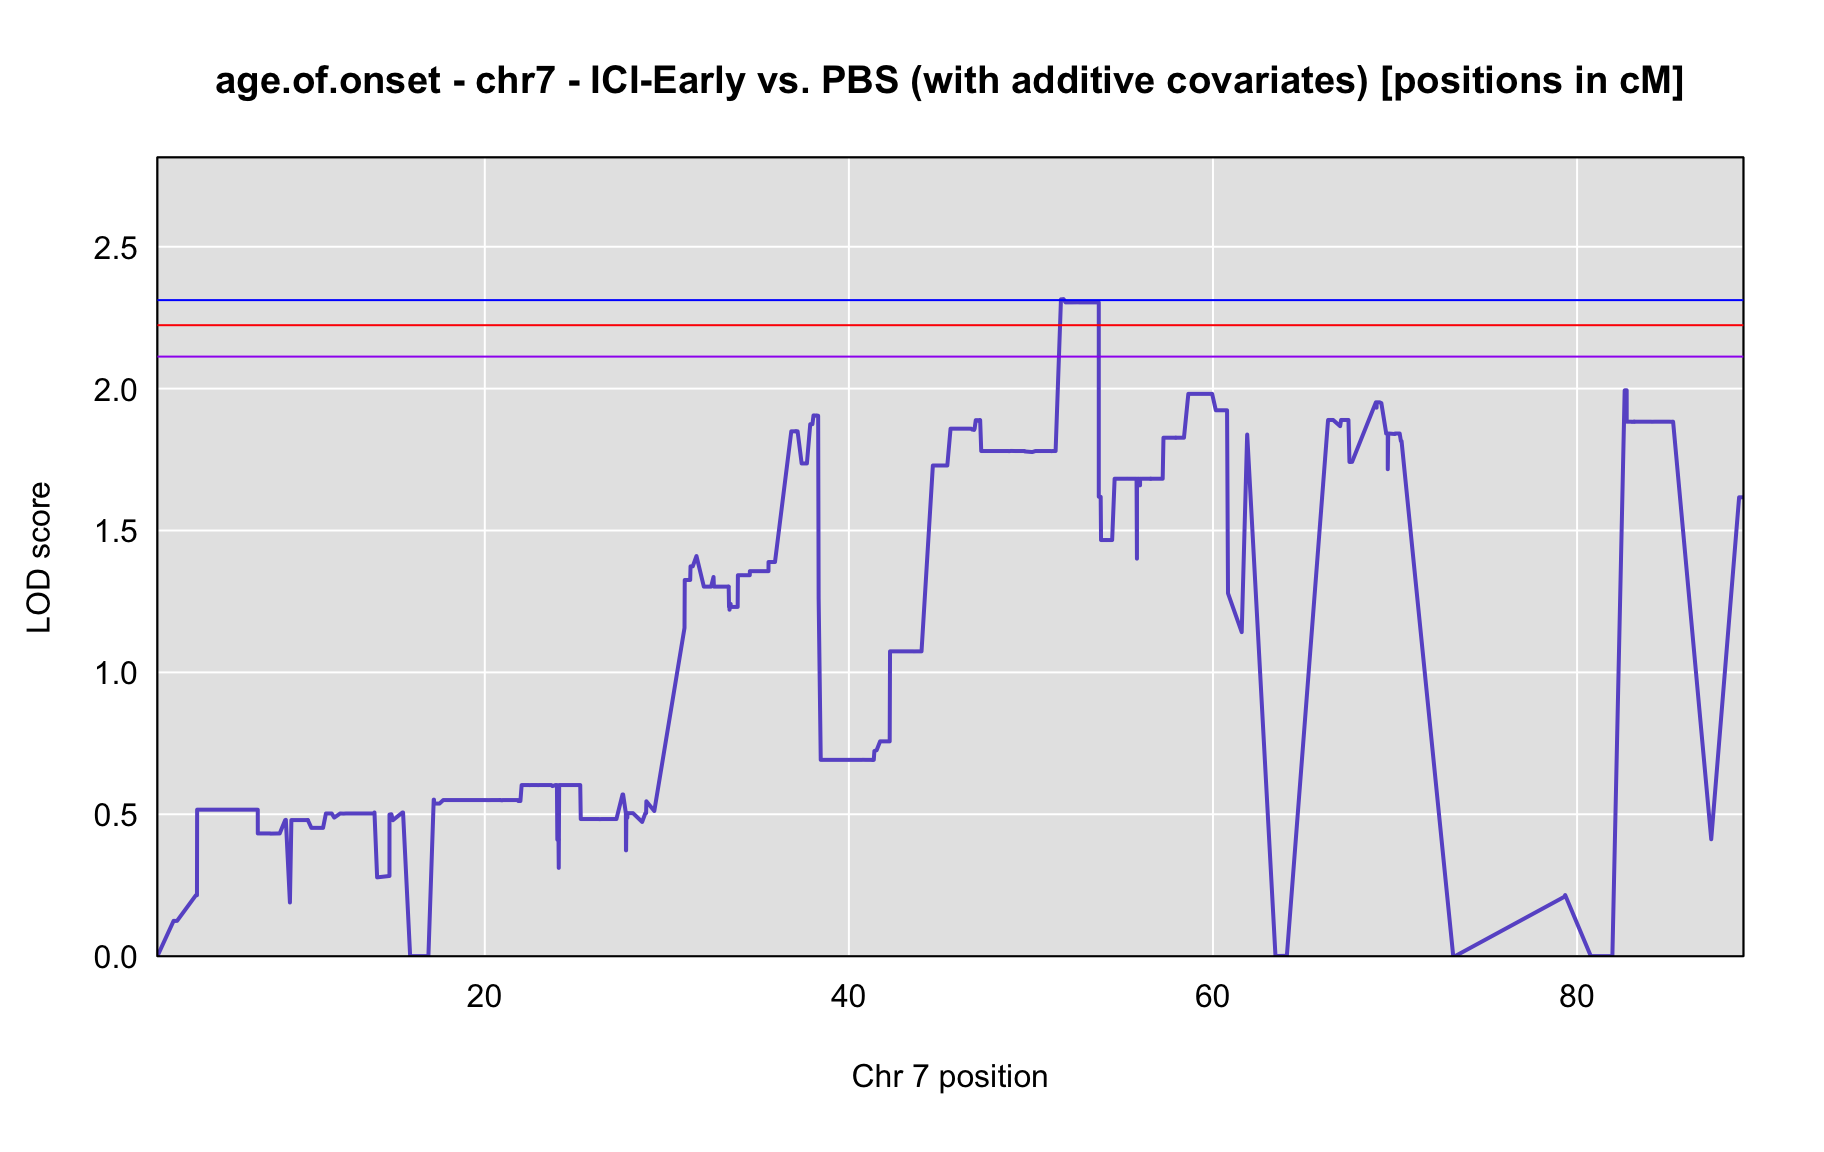 age.of.onset - chr7 - ICI-Early vs. PBS (with additive covariates) [positions in cM]
2.5
2.0
1.5
1.0
0.5
0.0
LOD score
20 40 60 80
Chr 7 position